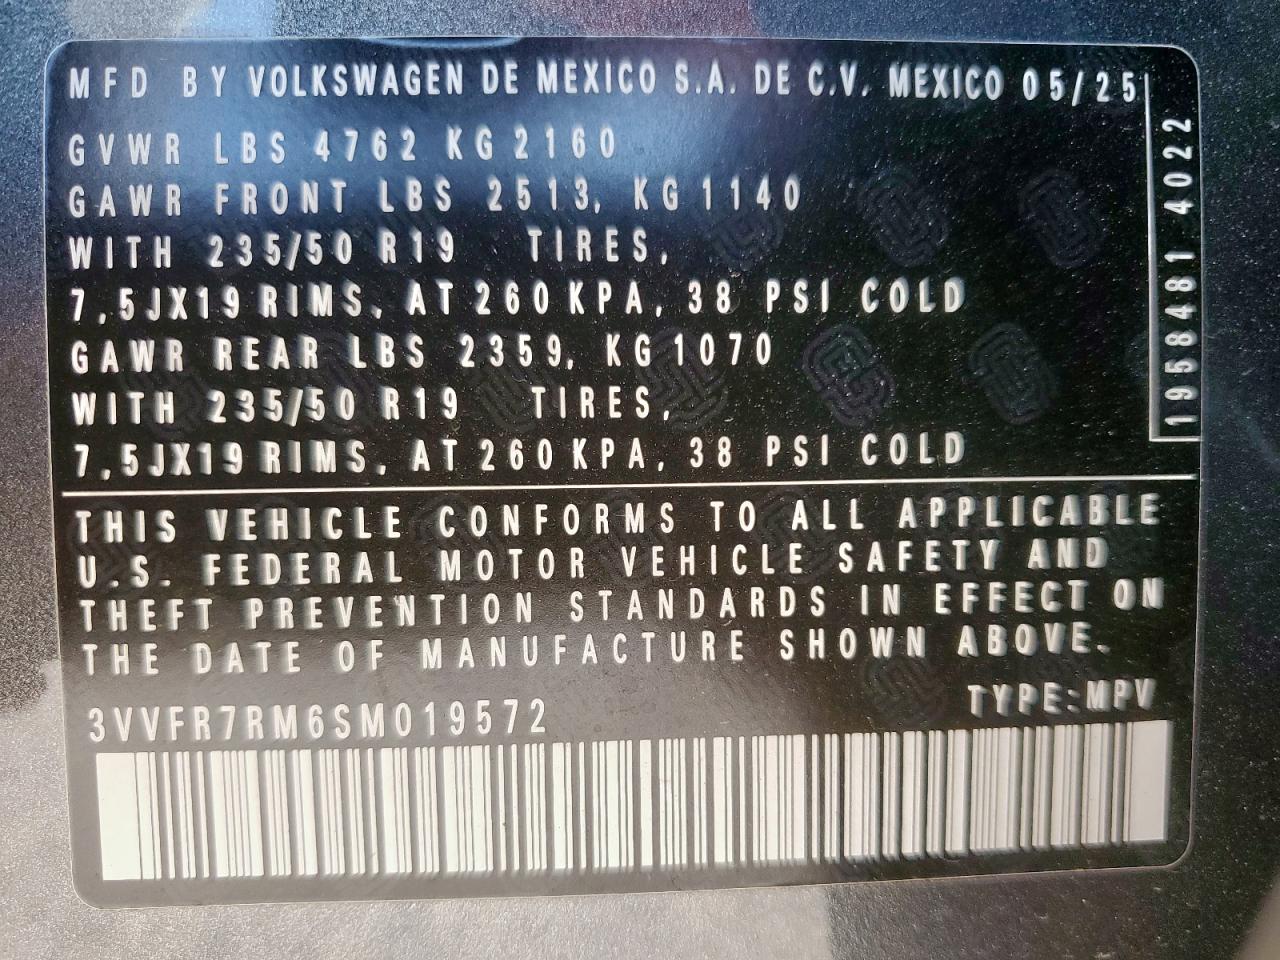 MFD BY VOLKSWAGEN DE MEXICO S.A. DE C.V. MEXICO 05/25
GVWR LBS 4762 KG 2160
GAWR FRONT LBS 2513, KG 1140
WITH 235/50 R19 TIRES,
7,5JX19 RIMS, AT 260 KPA, 38 PSI COLD
GAWR REAR LBS 2359, KG 1070
WITH 235/50 R19 TIRES,
7,5JX19 RIMS, AT 260 KPA, 38 PSI COLD
1958481 4022
THIS VEHICLE CONFORMS TO ALL APPLICABLE
U.S. FEDERAL MOTOR VEHICLE SAFETY AND
THEFT PREVENTION STANDARDS IN EFFECT ON
THE DATE OF MANUFACTURE SHOWN ABOVE.
3VVFR7RM6SM019572 TYPE:MPV